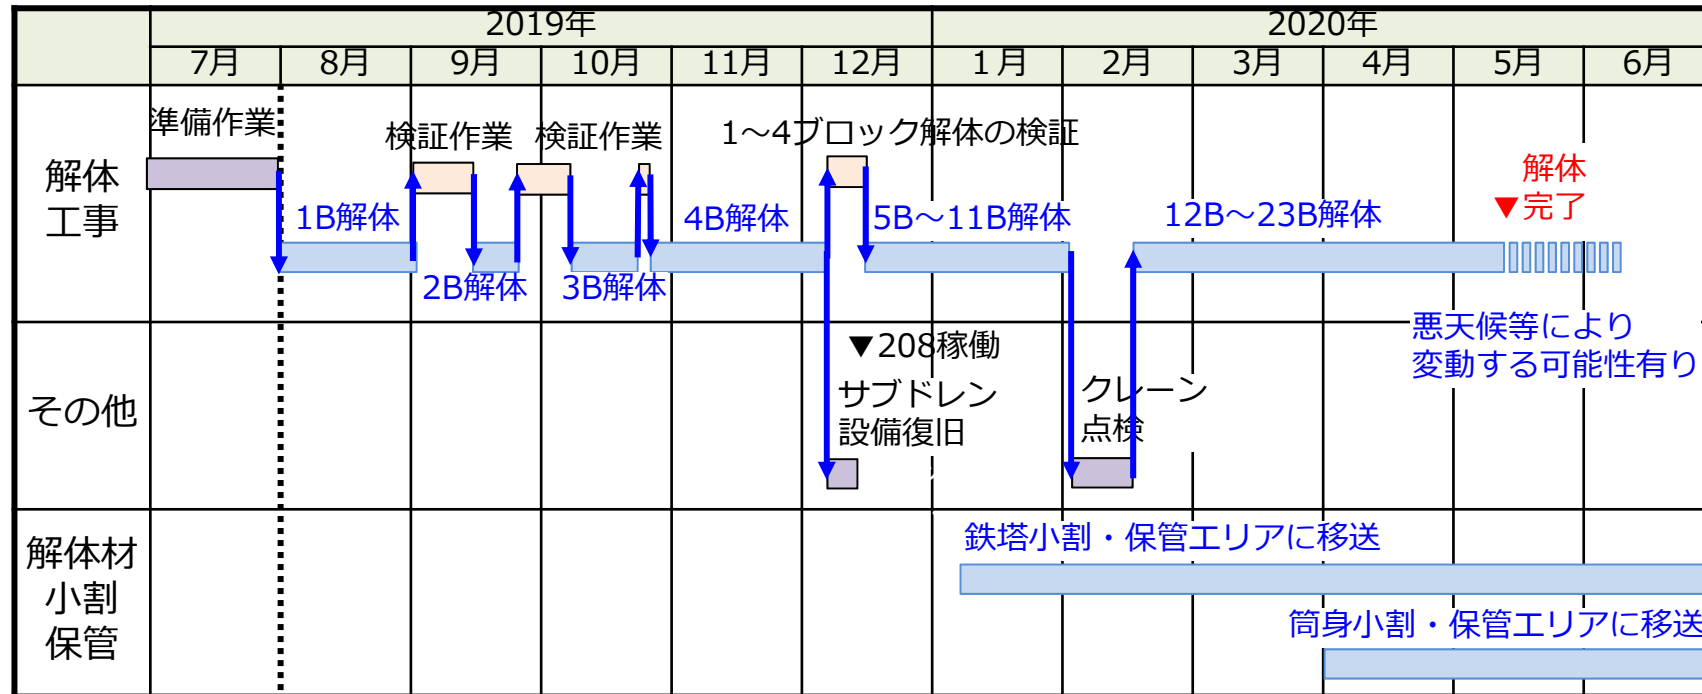 2019年
2020年
7月
8月
9月
10月
11月
12月
1月
2月
3月
4月
5月
6月
解体
工事
準備作業
検証作業
検証作業
1～4ブロック解体の検証
1B解体
2B解体
3B解体
4B解体
5B～11B解体
12B～23B解体
解体
▼完了
悪天候等により
変動する可能性有り
その他
▼208稼働
サブドレン
設備復旧
クレーン
点検
解体材
小割
保管
鉄塔小割・保管エリアに移送
筒身小割・保管エリアに移送